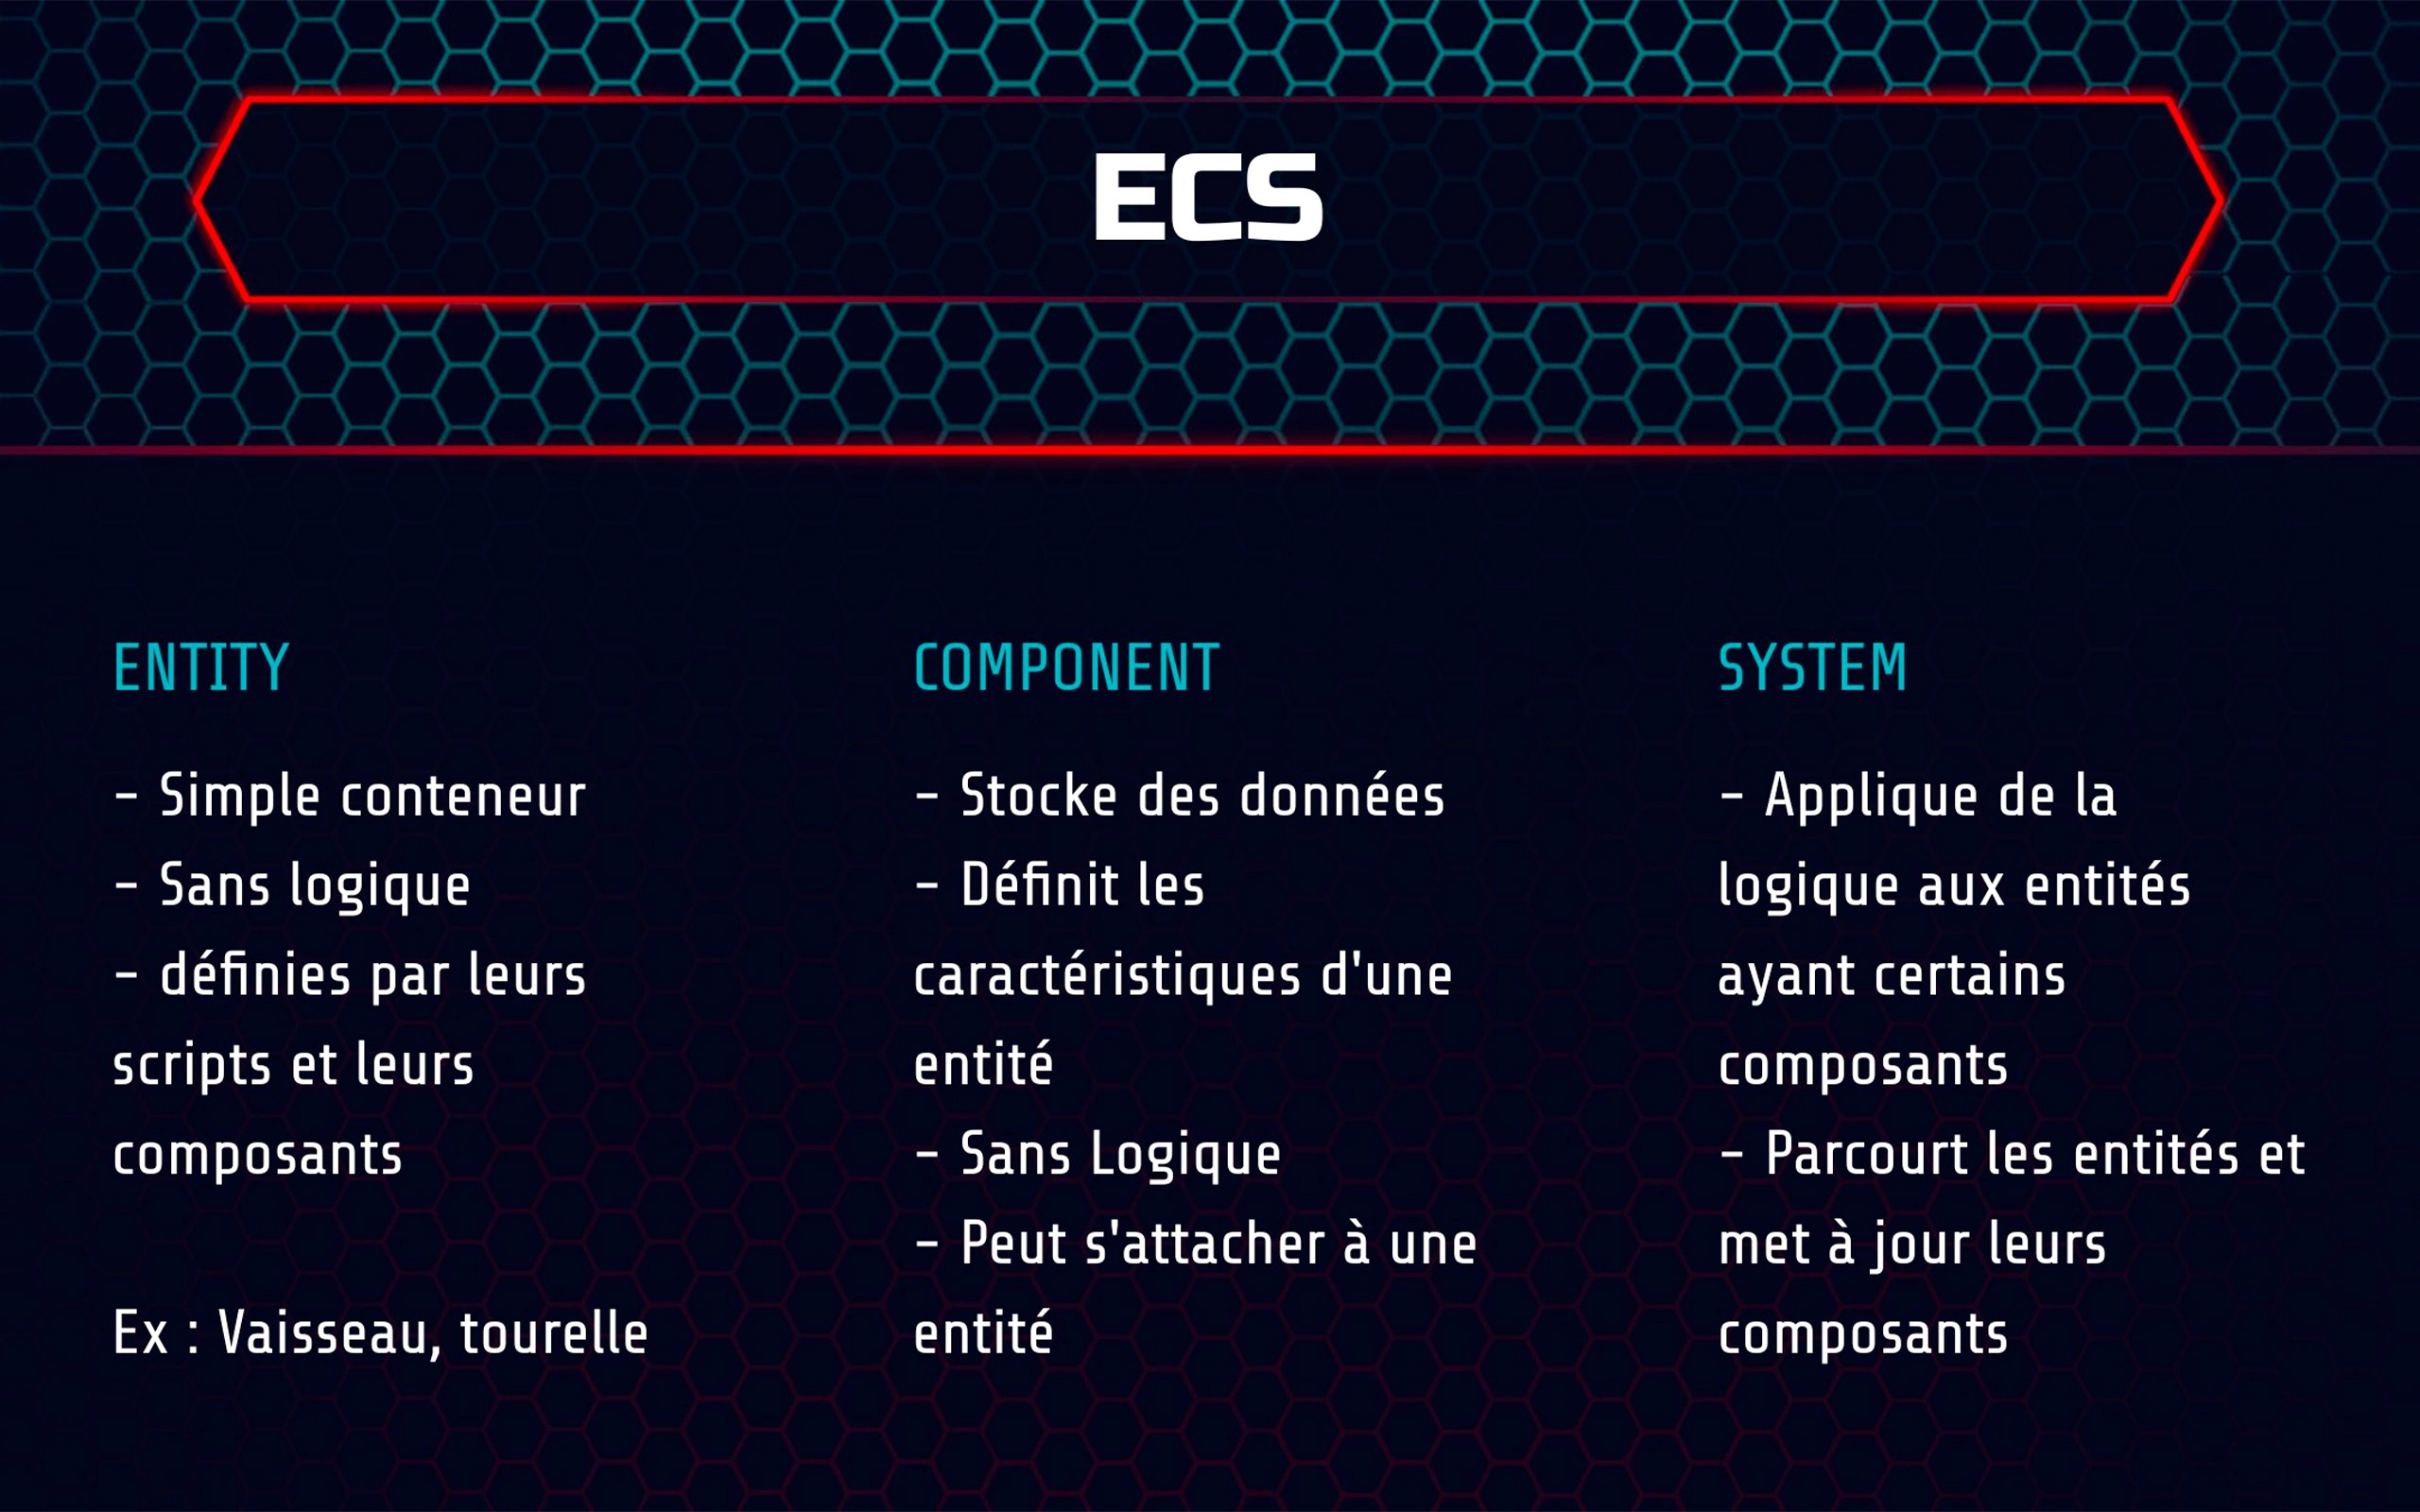 ECS
ENTITY
- Simple conteneur
- Sans logique
- définies par leurs
scripts et leurs
composants
Ex : Vaisseau, tourelle
COMPONENT
- Stocke des données
- Définit les
caractéristiques d'une
entité
- Sans Logique
- Peut s'attacher à une
entité
SYSTEM
- Applique de la
logique aux entités
ayant certains
composants
- Parcourt les entités et
met à jour leurs
composants